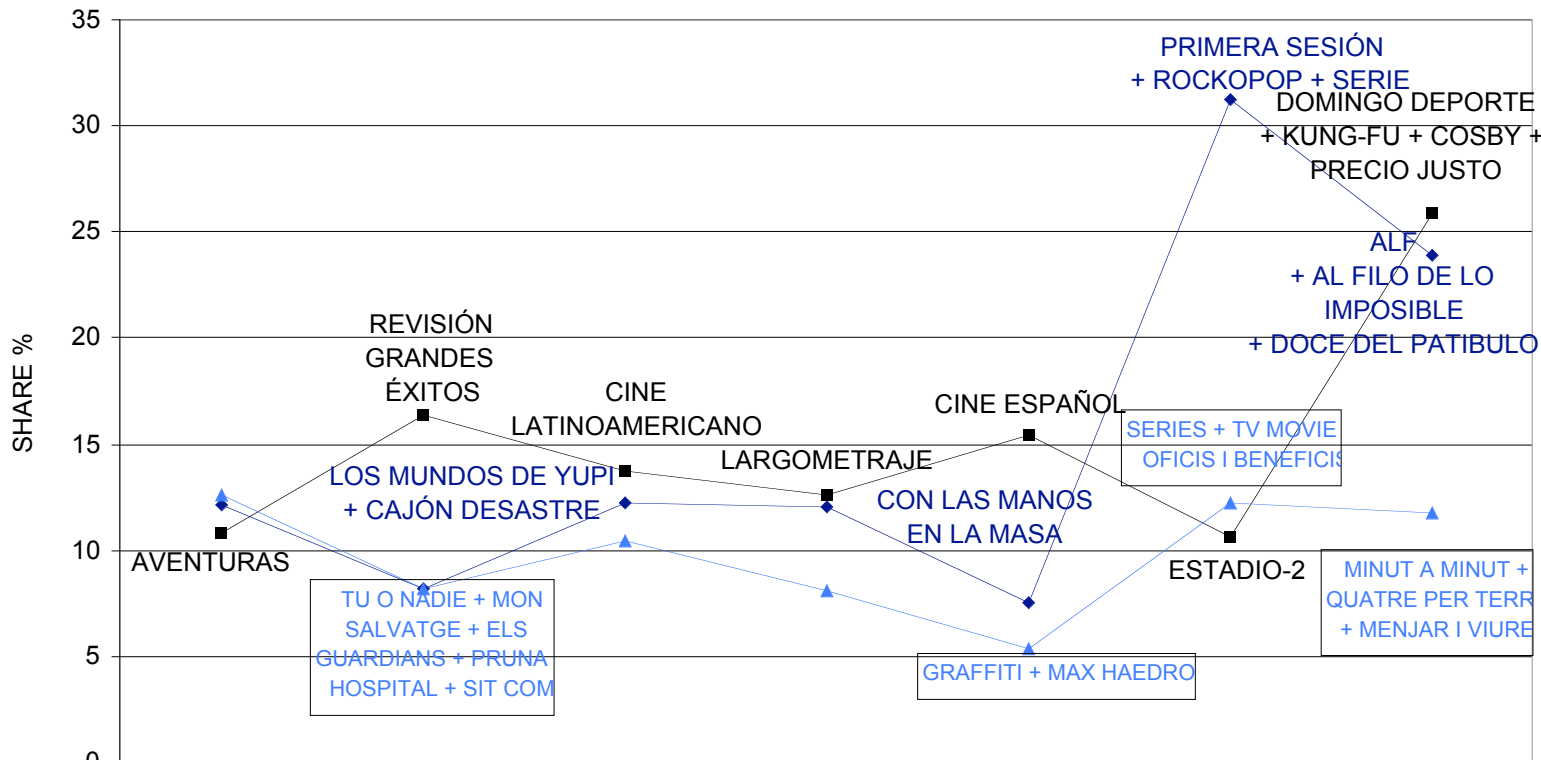 35
PRIMERA SESIÓN
+ ROCKOPOP + SERIE
DOMINGO DEPORTE
+ KUNG-FU + COSBY +
PRECIO JUSTO
30
25
ALF
+ AL FILO DE LO
IMPOSIBLE
+ DOCE DEL PATIBULO
20
SHARE %
REVISIÓN
GRANDES
ÉXITOS
CINE
LATINOAMERICANO
CINE ESPAÑOL
SERIES + TV MOVIE
OFICIS I BENEFICIS
15
LARGOMETRAJE
LOS MUNDOS DE YUPI
+ CAJÓN DESASTRE
CON LAS MANOS
EN LA MASA
10
AVENTURAS
ESTADIO-2
TU O NADIE + MON
SALVATGE + ELS
GUARDIANS + PRUNA
HOSPITAL + SIT COM
MINUT A MINUT +
QUATRE PER TERR
+ MENJAR I VIURE
5
GRAFFITI + MAX HAEDRO
0